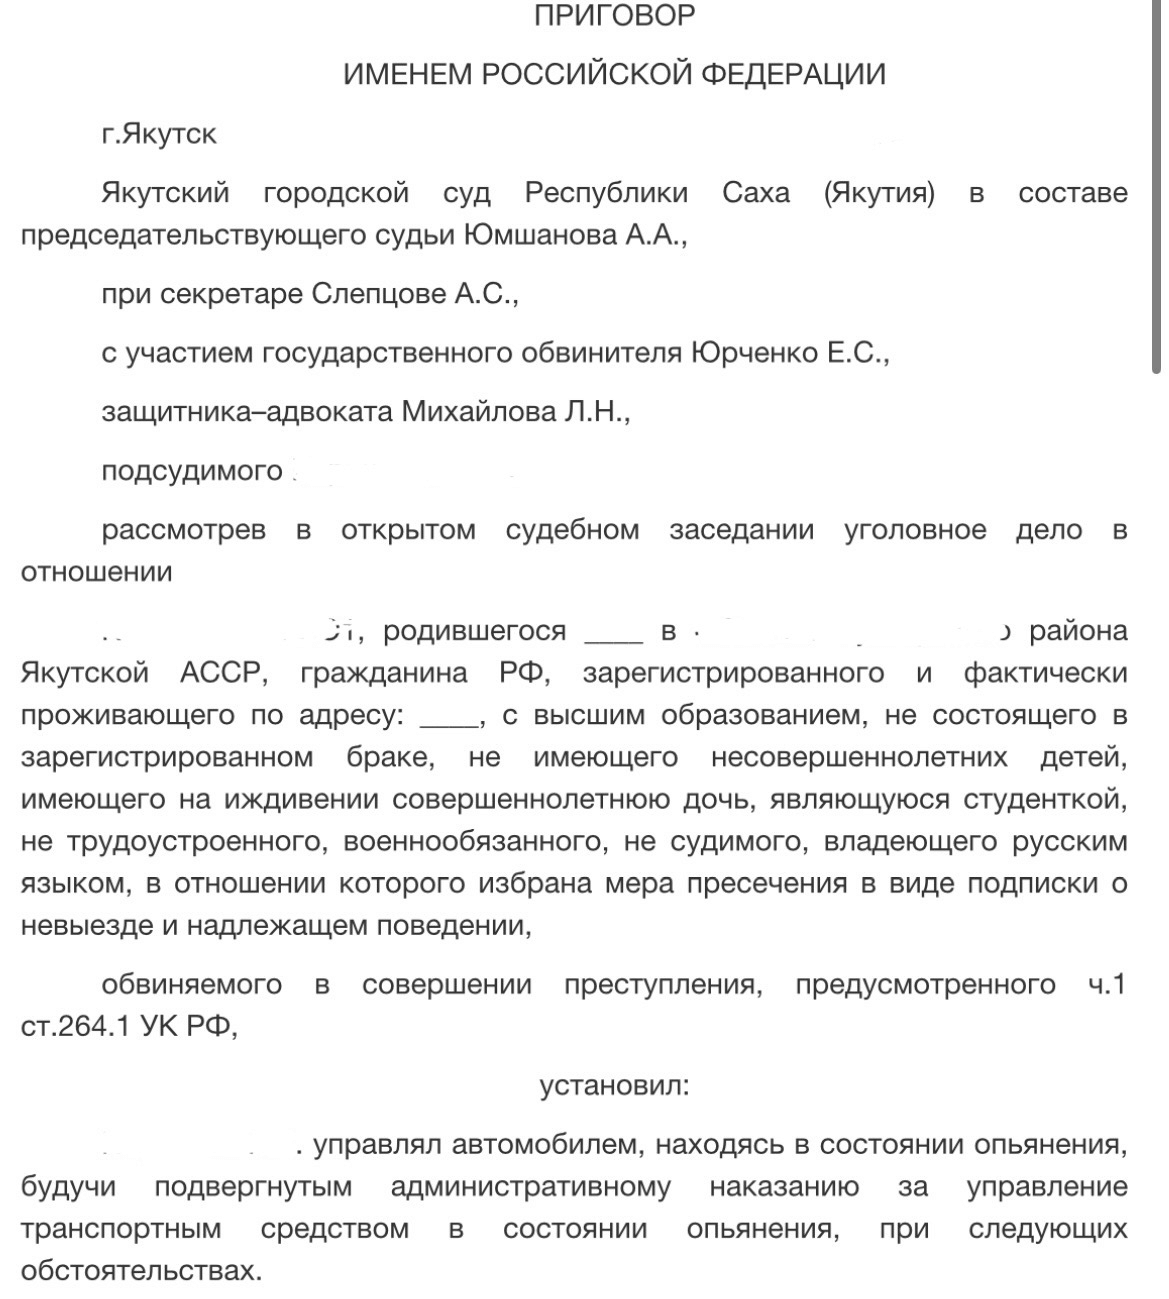 ПРИГОВОР
ИМЕНЕМ РОССИЙСКОЙ ФЕДЕРАЦИИ
г.Якутск
Якутский городской суд Республики Саха (Якутия) в составе
председательствующего судьи Юмшанова А.А.,
при секретаре Слепцове А.С.,
с участием государственного обвинителя Юрченко Е.С.,
защитника–адвоката Михайлова Л.Н.,
подсудимого
рассмотрев в открытом судебном заседании уголовное дело в
отношении
, родившегося ____ в района
Якутской АССР, гражданина РФ, зарегистрированного и фактически
проживающего по адресу: ____, с высшим образованием, не состоящего в
зарегистрированном браке, не имеющего несовершеннолетних детей,
имеющего на иждивении совершеннолетнюю дочь, являющуюся студенткой,
не трудоустроенного, военнообязанного, не судимого, владеющего русским
языком, в отношении которого избрана мера пресечения в виде подписки о
невыезде и надлежащем поведении,
обвиняемого в совершении преступления, предусмотренного ч.1
ст.264.1 УК РФ,
установил:
. управлял автомобилем, находясь в состоянии опьянения,
будучи подвергнутым административному наказанию за управление
транспортным средством в состоянии опьянения, при следующих
обстоятельствах.